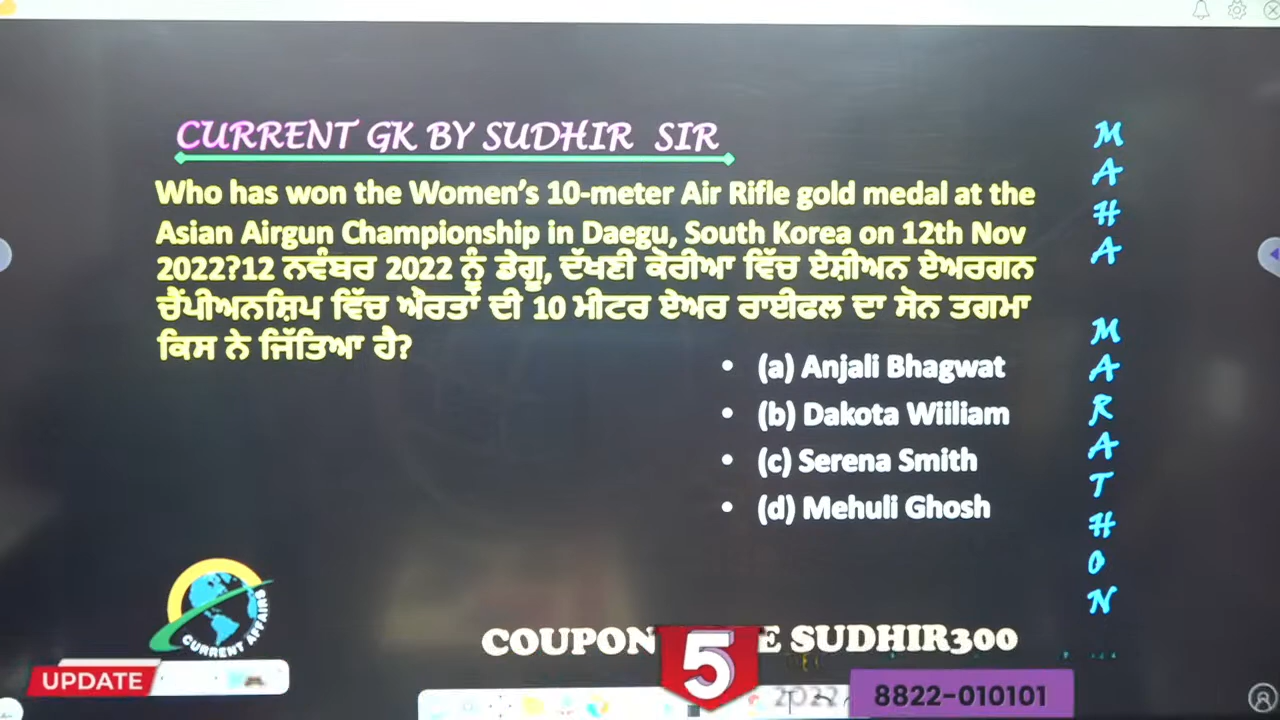 CURRENT GK BY SUDHIR SIR
Who has won the Women's 10-meter Air Rifle gold medal at the
Asian Airgun Championship in Daegu, South Korea on 12th Nov
2022?12 ਨਵੰਬਰ 2022 ਨੂੰ ਡੇਗੂ, ਦੱਖਣੀ ਕੋਰੀਆ ਵਿੱਚ ਏਸ਼ੀਅਨ ਏਅਰਗਨ
ਚੈਂਪੀਅਨਸ਼ਿਪ ਵਿੱਚ ਔਰਤਾਂ ਦੀ 10 ਮੀਟਰ ਏਅਰ ਰਾਈਫਲ ਦਾ ਸੋਨ ਤਗਮਾ
ਕਿਸ ਨੇ ਜਿੱਤਿਆ ਹੈ?
• (a) Anjali Bhagwat
• (b) Dakota Wiiliam
• (c) Serena Smith
• (d) Mehuli Ghosh
MAHA MARATHON
CURRENT AFFAIRS
COUPON SUDHIR300
5
UPDATE
2022
8822-010101